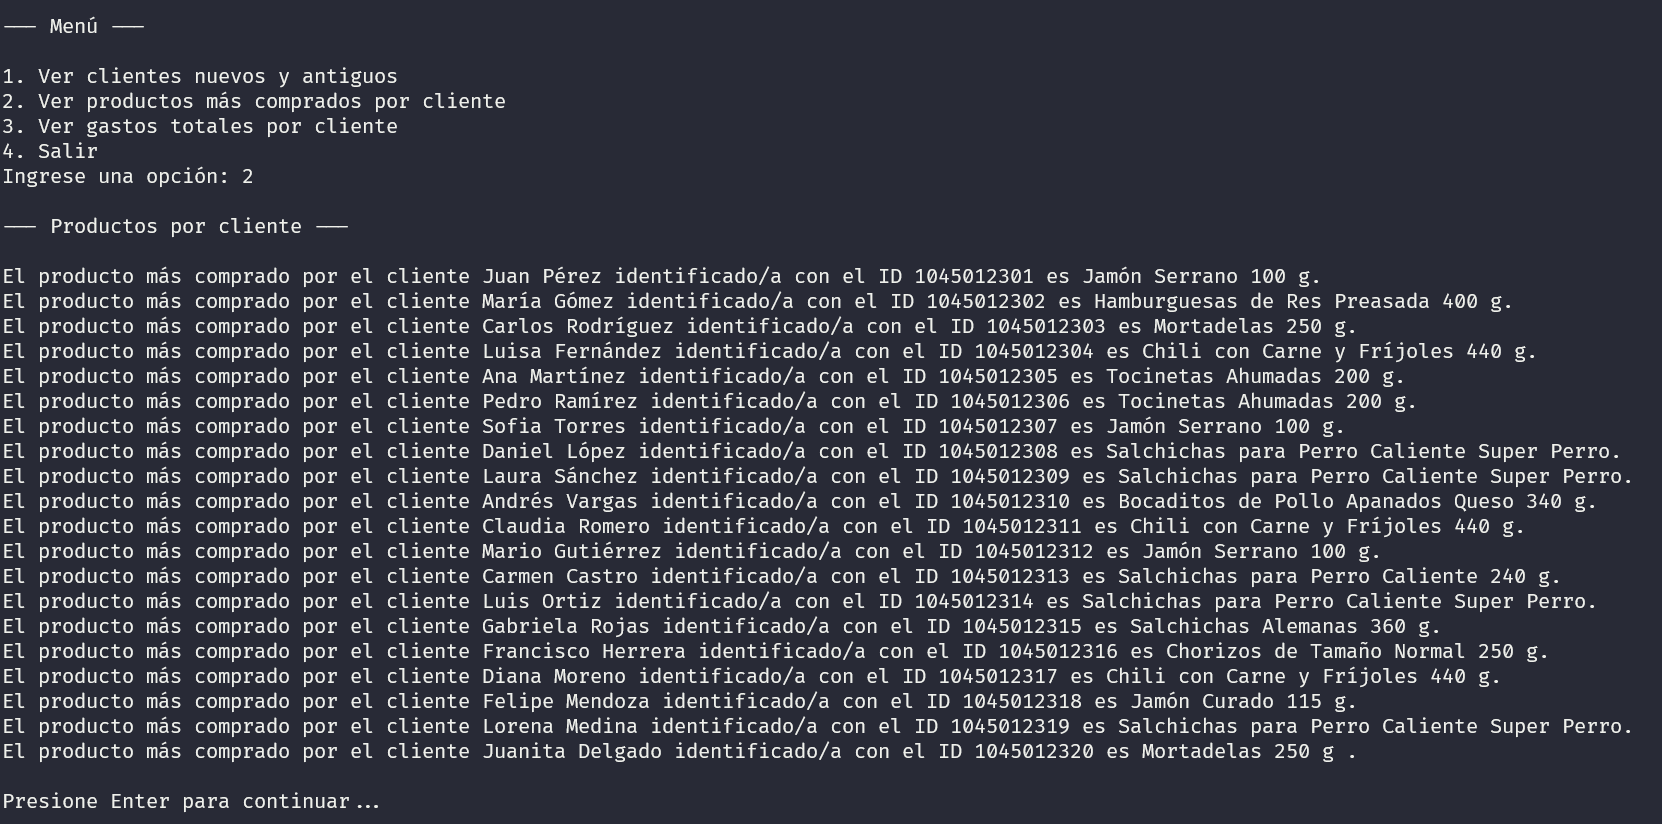 --- Menú ---
1. Ver clientes nuevos y antiguos
2. Ver productos más comprados por cliente
3. Ver gastos totales por cliente
4. Salir
Ingrese una opción: 2
--- Productos por cliente ---
El producto más comprado por el cliente Juan Pérez identificado/a con el ID 1045012301 es Jamón Serrano 100 g.
El producto más comprado por el cliente María Gómez identificado/a con el ID 1045012302 es Hamburguesas de Res Preasada 400 g.
El producto más comprado por el cliente Carlos Rodríguez identificado/a con el ID 1045012303 es Mortadelas 250 g.
El producto más comprado por el cliente Luisa Fernández identificado/a con el ID 1045012304 es Chili con Carne y Fríjoles 440 g.
El producto más comprado por el cliente Ana Martínez identificado/a con el ID 1045012305 es Tocinetas Ahumadas 200 g.
El producto más comprado por el cliente Pedro Ramírez identificado/a con el ID 1045012306 es Tocinetas Ahumadas 200 g.
El producto más comprado por el cliente Sofia Torres identificado/a con el ID 1045012307 es Jamón Serrano 100 g.
El producto más comprado por el cliente Daniel López identificado/a con el ID 1045012308 es Salchichas para Perro Caliente Super Perro.
El producto más comprado por el cliente Laura Sánchez identificado/a con el ID 1045012309 es Salchichas para Perro Caliente Super Perro.
El producto más comprado por el cliente Andrés Vargas identificado/a con el ID 1045012310 es Bocaditos de Pollo Apanados Queso 340 g.
El producto más comprado por el cliente Claudia Romero identificado/a con el ID 1045012311 es Chili con Carne y Fríjoles 440 g.
El producto más comprado por el cliente Mario Gutiérrez identificado/a con el ID 1045012312 es Jamón Serrano 100 g.
El producto más comprado por el cliente Carmen Castro identificado/a con el ID 1045012313 es Salchichas para Perro Caliente 240 g.
El producto más comprado por el cliente Luis Ortiz identificado/a con el ID 1045012314 es Salchichas para Perro Caliente Super Perro.
El producto más comprado por el cliente Gabriela Rojas identificado/a con el ID 1045012315 es Salchichas Alemanas 360 g.
El producto más comprado por el cliente Francisco Herrera identificado/a con el ID 1045012316 es Chorizos de Tamaño Normal 250 g.
El producto más comprado por el cliente Diana Moreno identificado/a con el ID 1045012317 es Chili con Carne y Fríjoles 440 g.
El producto más comprado por el cliente Felipe Mendoza identificado/a con el ID 1045012318 es Jamón Curado 115 g.
El producto más comprado por el cliente Lorena Medina identificado/a con el ID 1045012319 es Salchichas para Perro Caliente Super Perro.
El producto más comprado por el cliente Juanita Delgado identificado/a con el ID 1045012320 es Mortadelas 250 g .
Presione Enter para continuar...